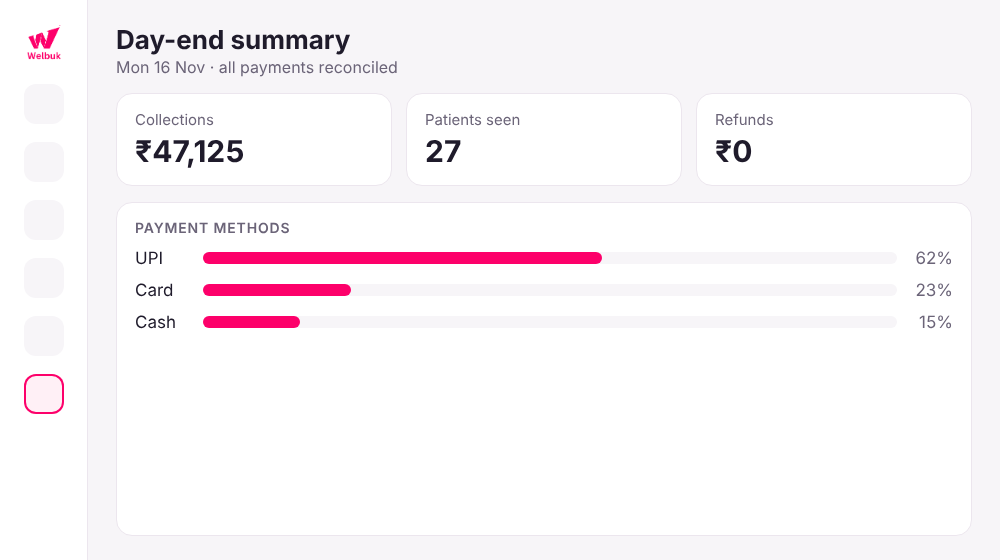 Welbuk
Day-end summary
Mon 16 Nov · all payments reconciled
Collections
₹47,125
Patients seen
27
Refunds
₹0
PAYMENT METHODS
UPI 62%
Card 23%
Cash 15%